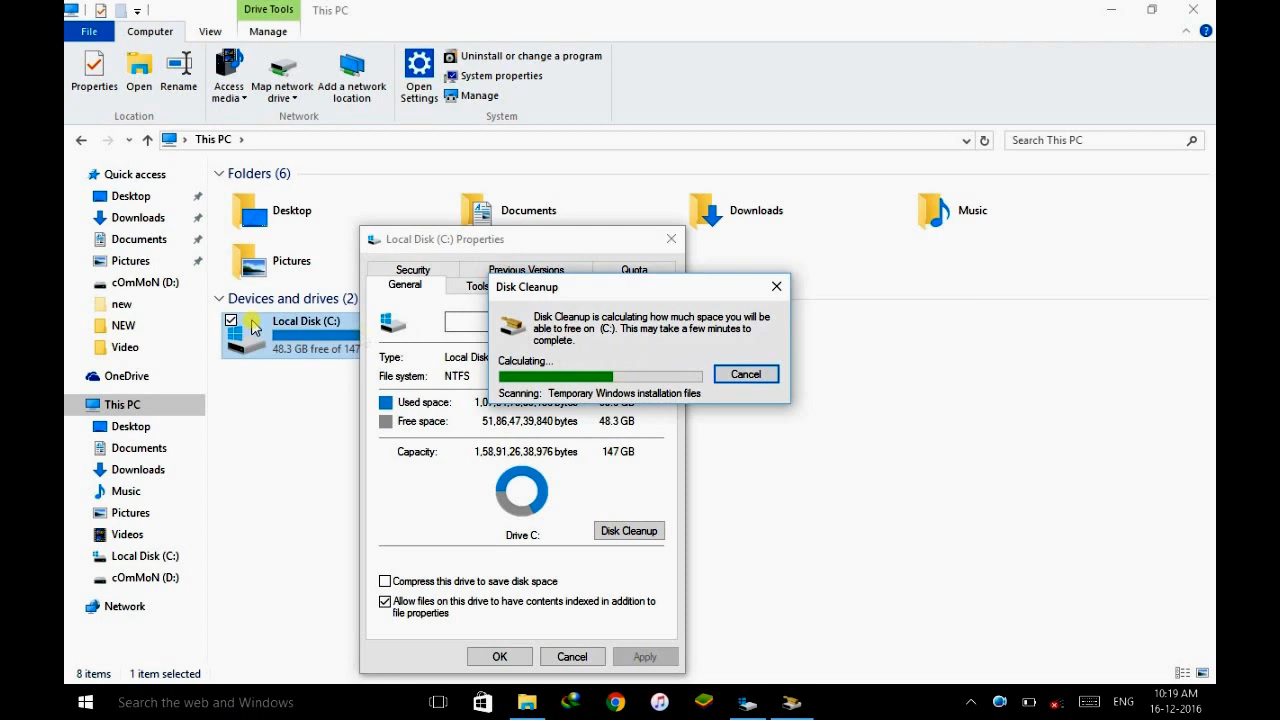 Drive Tools
This PC
File
Computer
View
Manage
Properties
Open
Rename
Access media
Map network drive
Add a network location
Open Settings
Uninstall or change a program
System properties
Manage
Location
Network
System
This PC
Search This PC
Quick access
Desktop
Downloads
Documents
Pictures
cOmMoN (D:)
new
NEW
Video
OneDrive
This PC
Desktop
Documents
Downloads
Music
Pictures
Videos
Local Disk (C:)
cOmMoN (D:)
Network
Folders (6)
Desktop
Documents
Downloads
Music
Pictures
Devices and drives (2)
Local Disk (C:)
48.3 GB free of 147
Local Disk (C:) Properties
Security
Previous Versions
Quota
General
Tools
Type:
Local Disk
File system:
NTFS
Used space:
Free space:
51,86,47,39,840 bytes
48.3 GB
Capacity:
1,58,91,26,38,976 bytes
147 GB
Drive C:
Disk Cleanup
Compress this drive to save disk space
Allow files on this drive to have contents indexed in addition to
file properties
OK
Cancel
Apply
Disk Cleanup
Disk Cleanup is calculating how much space you will be
able to free on (C:). This may take a few minutes to
complete.
Calculating...
Cancel
Scanning: Temporary Windows installation files
8 items
1 item selected
Search the web and Windows
ENG
10:19 AM
16-12-2016